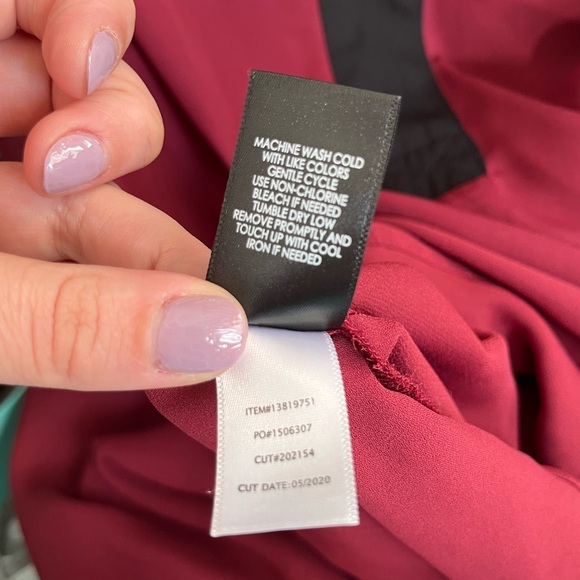 MACHINE WASH COLD
WITH LIKE COLORS
GENTLE CYCLE
USE NON-CHLORINE
BLEACH IF NEEDED
TUMBLE DRY LOW
REMOVE PROMPTLY AND
TOUCH UP WITH COOL
IRON IF NEEDED
ITEM#13819751
PO#1506307
CUT#202154
CUT DATE: 05/2020